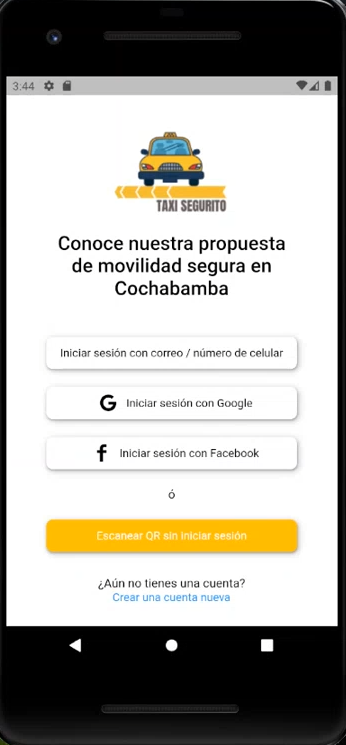 3:44
TAXI SEGURITO
Conoce nuestra propuesta
de movilidad segura en
Cochabamba
Iniciar sesión con correo / número de celular
G Iniciar sesión con Google
f Iniciar sesión con Facebook
ó
Escanear QR sin iniciar sesión
¿Aún no tienes una cuenta?
Crear una cuenta nueva